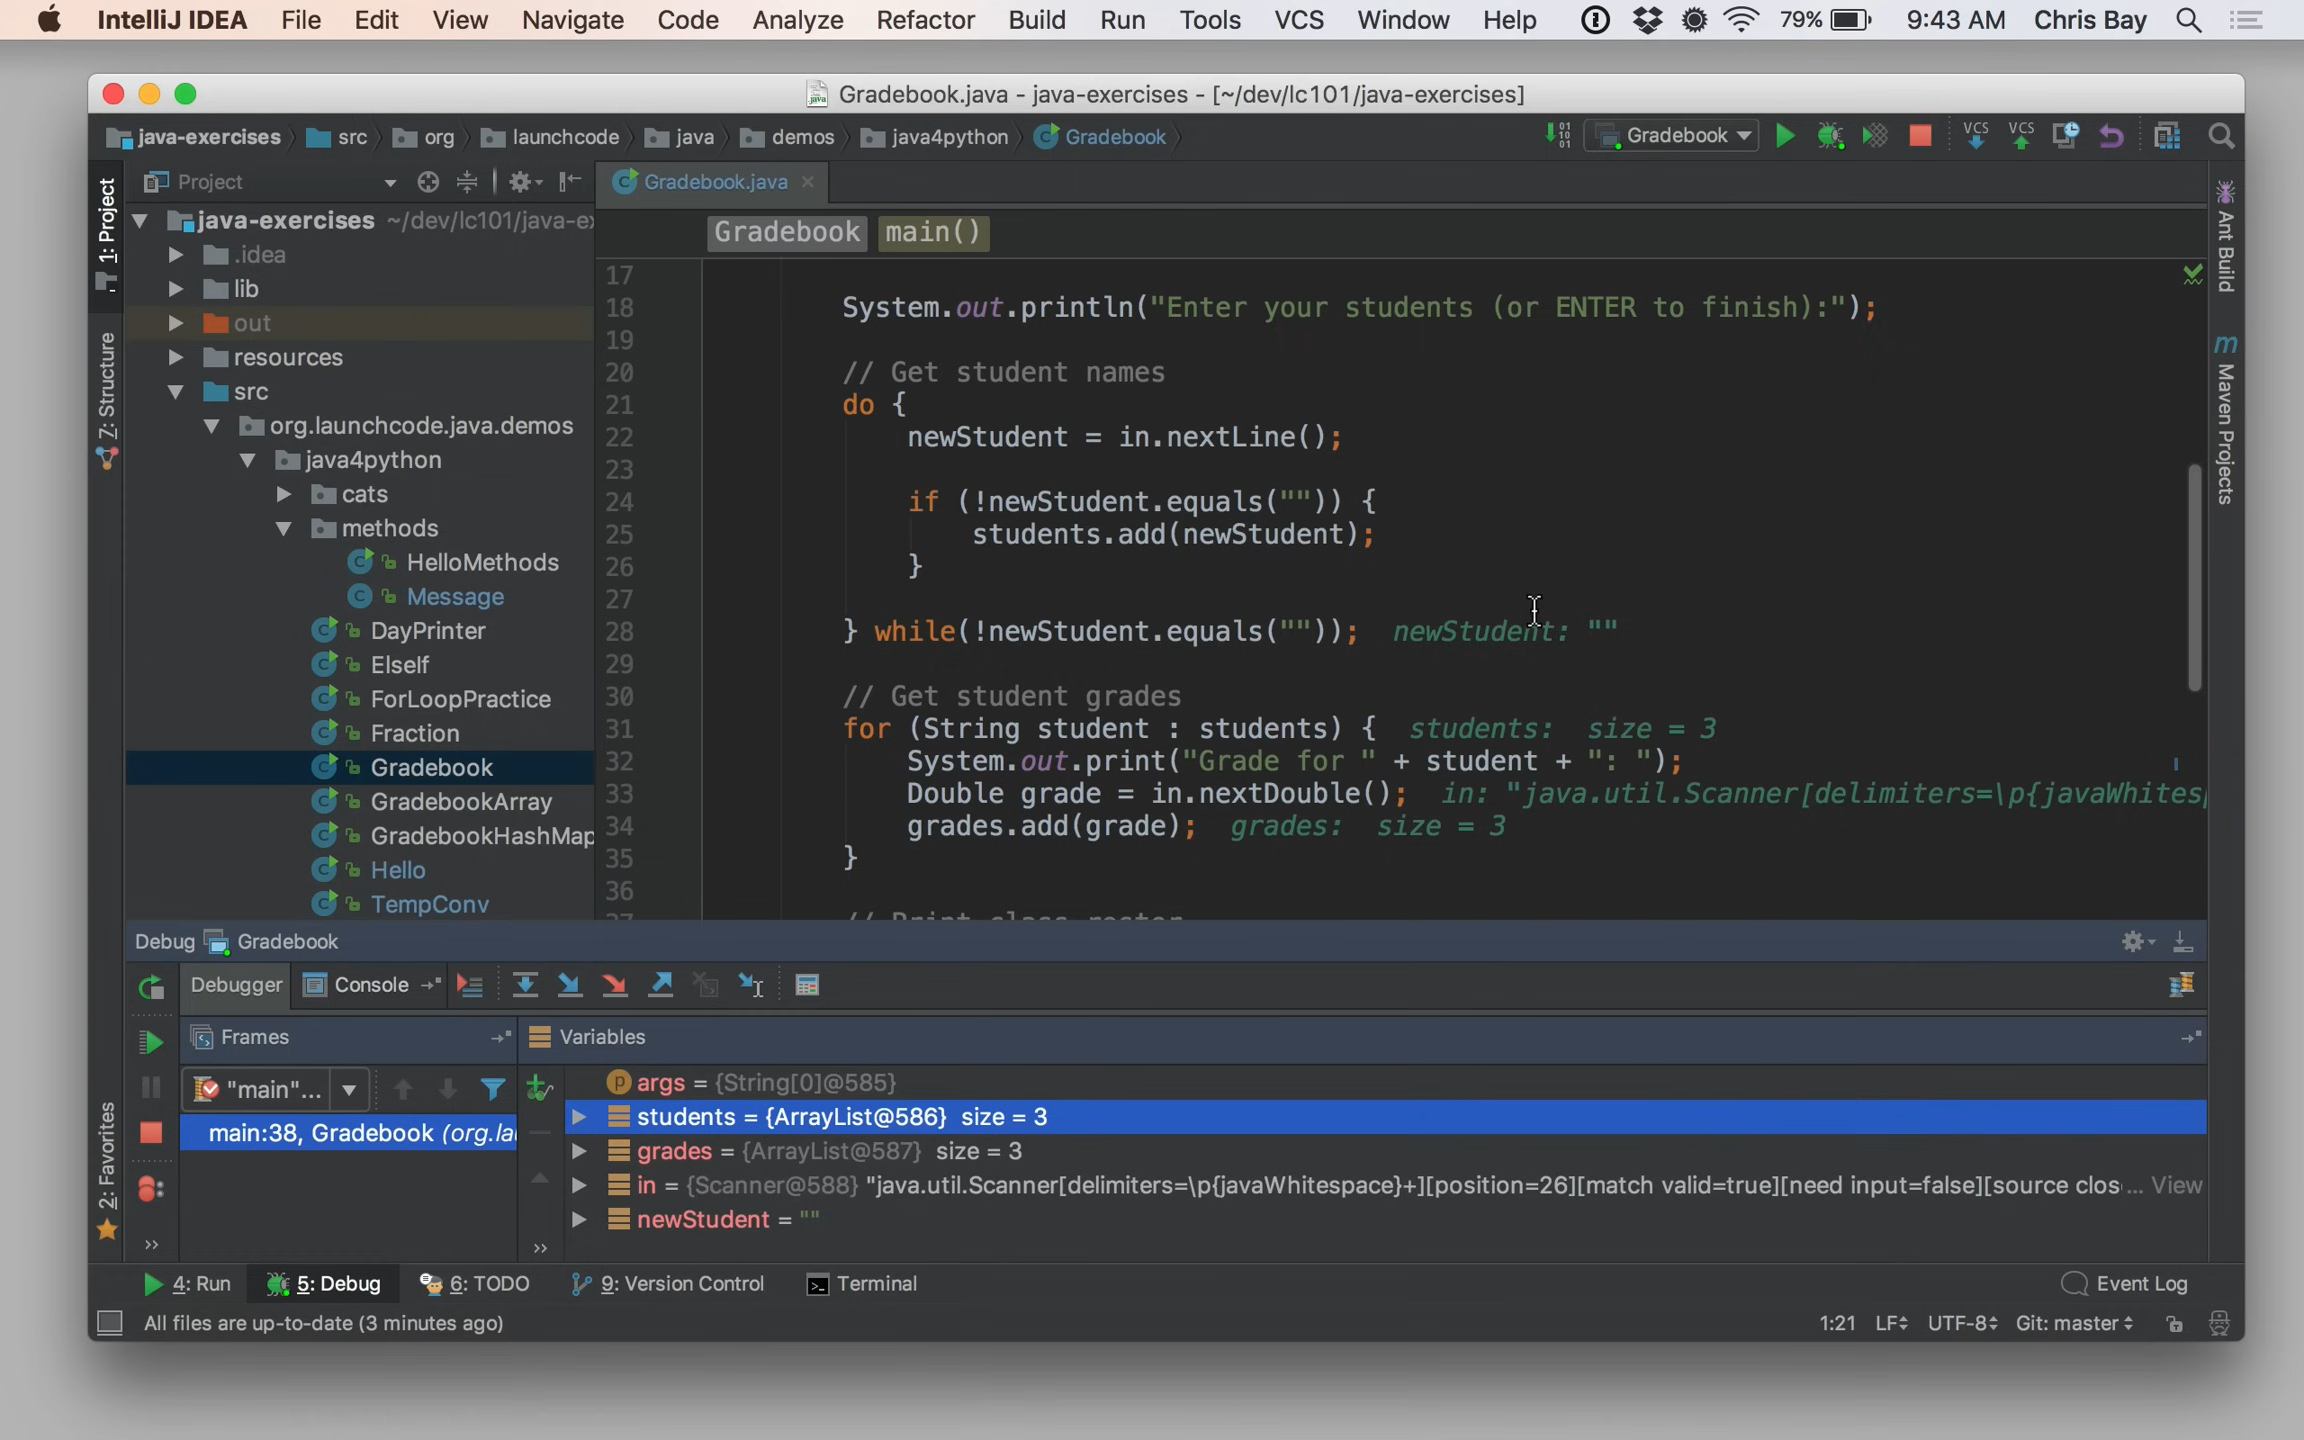 IntelliJ IDEA File Edit View Navigate Code Analyze Refactor Build Run Tools VCS Window Help 79% 9:43 AM Chris Bay
Gradebook.java - java-exercises - [~/dev/lc101/java-exercises]
java-exercises src org launchcode java demos java4python Gradebook Gradebook VCS VCS
1: Project
7: Structure
2: Favorites
Project
java-exercises ~/dev/lc101/java-ex
.idea
lib
out
resources
src
org.launchcode.java.demos
java4python
cats
methods
HelloMethods
Message
DayPrinter
ElseIf
ForLoopPractice
Fraction
Gradebook
GradebookArray
GradebookHashMap
Hello
TempConv
Gradebook.java
Gradebook main()
17
18 System.out.println("Enter your students (or ENTER to finish):");
19
20 // Get student names
21 do {
22 newStudent = in.nextLine();
23
24 if (!newStudent.equals("")) {
25 students.add(newStudent);
26 }
27
28 } while(!newStudent.equals("")); newStudent: ""
29
30 // Get student grades
31 for (String student : students) { students: size = 3
32 System.out.print("Grade for " + student + ": ");
33 Double grade = in.nextDouble(); in: "java.util.Scanner[delimiters=\p{javaWhitesp
34 grades.add(grade); grades: size = 3
35 }
36
37 // Print class roster
Ant Build
Maven Projects
Debug Gradebook
Debugger Console
Frames
Variables
"main"...
main:38, Gradebook (org.la
args = {String[0]@585}
students = {ArrayList@586} size = 3
grades = {ArrayList@587} size = 3
in = {Scanner@588} "java.util.Scanner[delimiters=\p{javaWhitespace}+][position=26][match valid=true][need input=false][source clos ... View
newStudent = ""
4: Run 5: Debug 6: TODO 9: Version Control Terminal Event Log
All files are up-to-date (3 minutes ago) 1:21 LF UTF-8 Git: master